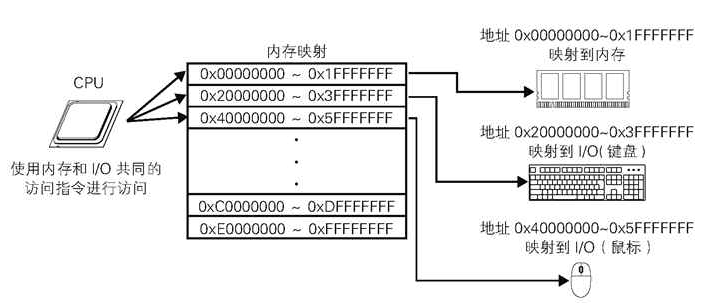 CPU
使用内存和 I/O 共同的
访问指令进行访问
内存映射
0x00000000 ~ 0x1FFFFFFF
0x20000000 ~ 0x3FFFFFFF
0x40000000 ~ 0x5FFFFFFF
0xC0000000 ~ 0xDFFFFFFF
0xE0000000 ~ 0xFFFFFFFF
地址 0x00000000~0x1FFFFFFF
映射到内存
地址 0x20000000~0x3FFFFFFF
映射到 I/O(键盘)
地址 0x40000000~0x5FFFFFFF
映射到 I/O（鼠标）